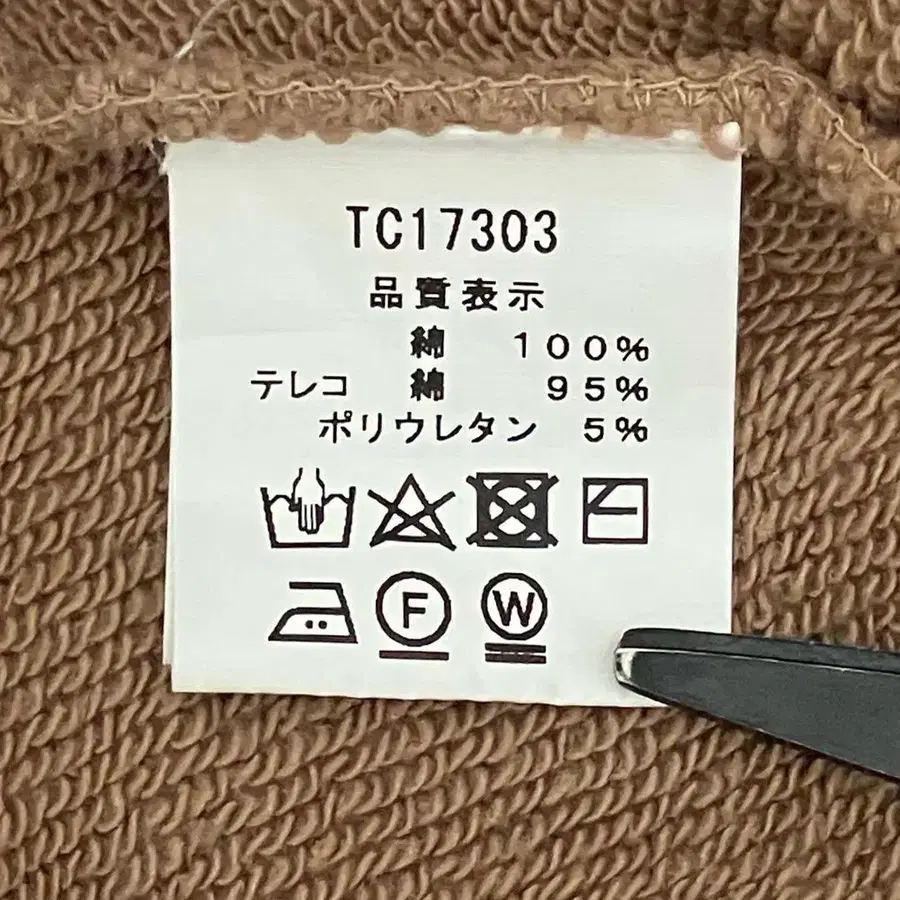 TC17303
品質表示
綿 100%
テレコ 綿 95%
ポリウレタン 5%
F W